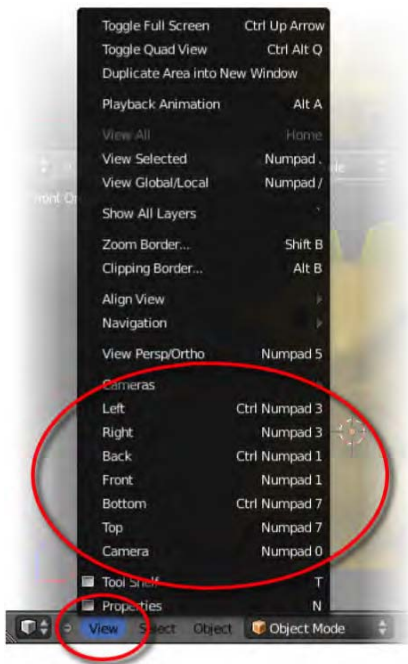 Toggle Full Screen Ctrl Up Arrow
Toggle Quad View Ctrl Alt Q
Duplicate Area into New Window
Playback Animation Alt A
View All Home
View Selected Numpad .
View Global/Local Numpad /
Show All Layers `
Zoom Border... Shift B
Clipping Border... Alt B
Align View
Navigation
View Persp/Ortho Numpad 5
Cameras
Left Ctrl Numpad 3
Right Numpad 3
Back Ctrl Numpad 1
Front Numpad 1
Bottom Ctrl Numpad 7
Top Numpad 7
Camera Numpad 0
Tool Shelf T
Properties N
View Select Object Object Mode